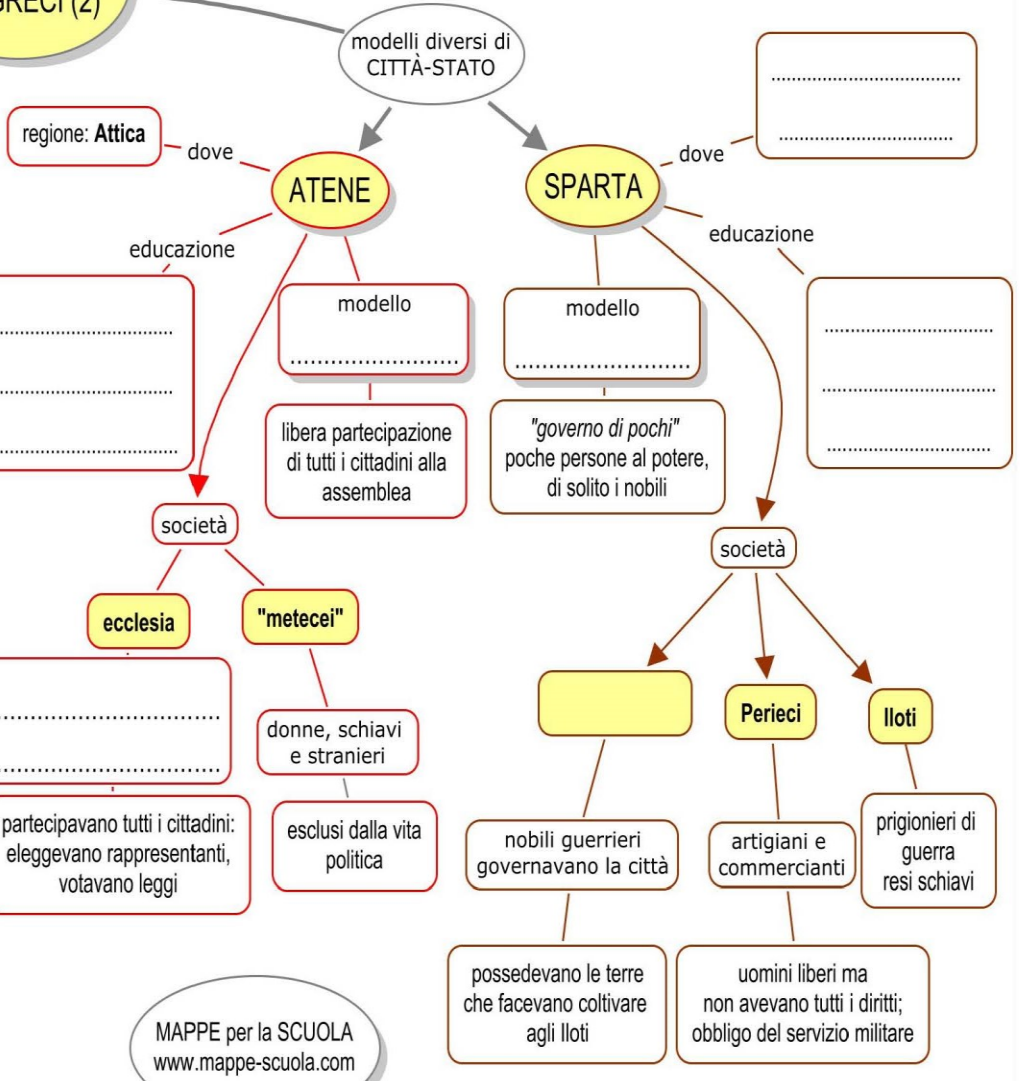 GRECI (2)
modelli diversi di
CITTÀ-STATO
regione: Attica
dove
ATENE
educazione
modello
........................
libera partecipazione
di tutti i cittadini alla
assemblea
società
ecclesia
"metecei"
donne, schiavi
e stranieri
esclusi dalla vita
politica
partecipavano tutti i cittadini:
eleggevano rappresentanti,
votavano leggi
SPARTA
dove
educazione
modello
.........................
"governo di pochi"
poche persone al potere,
di solito i nobili
società
nobili guerrieri
governavano la città
possedevano le terre
che facevano coltivare
agli Iloti
Perieci
artigiani e
commercianti
uomini liberi ma
non avevano tutti i diritti;
obbligo del servizio militare
Iloti
prigionieri di
guerra
resi schiavi
MAPPE per la SCUOLA
www.mappe-scuola.com